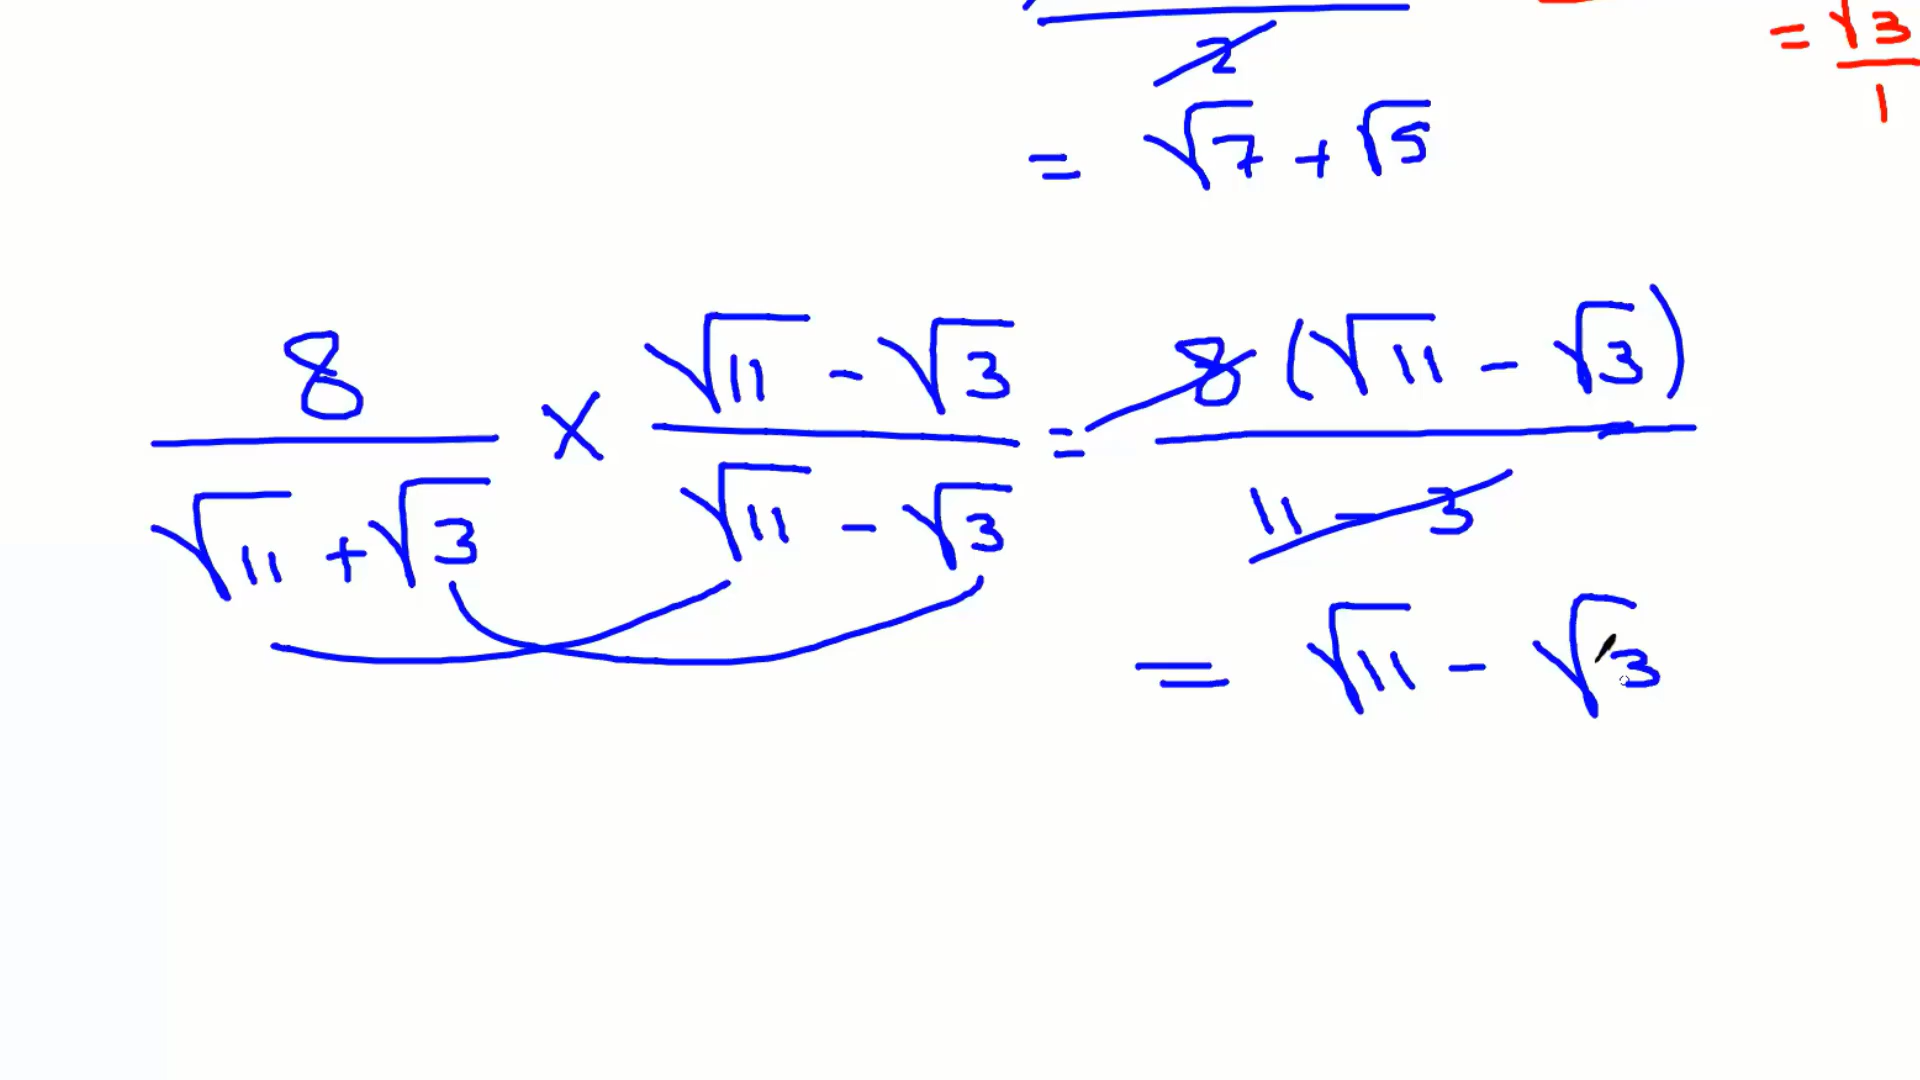 2
= √3/1
= √7 + √5
8/(√11 + √3) × (√11 - √3)/(√11 - √3) = 8(√11 - √3)/(11 - 3)
= √11 - √3